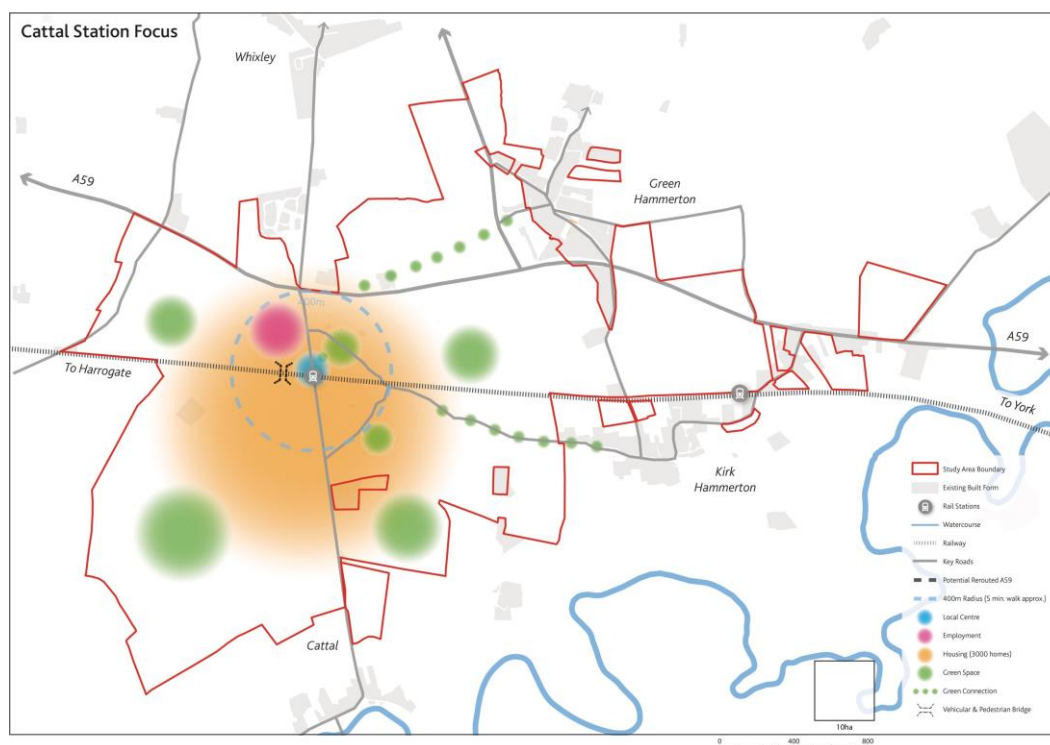 Cattal Station Focus
Whixley
A59
Green
Hammerton
400m
To Harrogate
A59
To York
Kirk
Hammerton
Cattal
Study Area Boundary
Existing Built Form
Rail Stations
Watercourse
Railway
Key Roads
Potential Rerouted A59
400m Radius (5 min. walk approx.)
Local Centre
Employment
Housing (3000 homes)
Green Space
Green Connection
Vehicular & Pedestrian Bridge
10ha
0 400 800